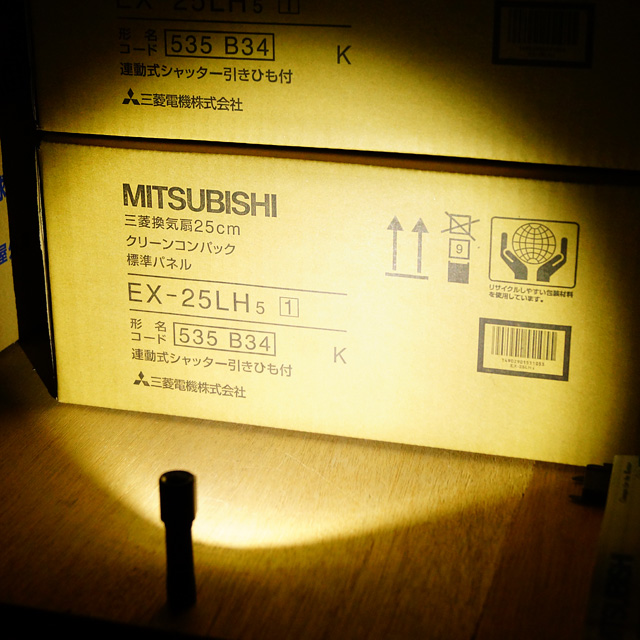 EX-25LH5 1
形名コード 535 B34
K
連動式シャッター引きひも付
三菱電機株式会社
MITSUBISHI
三菱換気扇25cm
クリーンコンパック
標準パネル
EX-25LH5 1
形名コード 535 B34
K
連動式シャッター引きひも付
三菱電機株式会社
9
リサイクルしやすい包装材料
を使用しています。
EX-25LH5